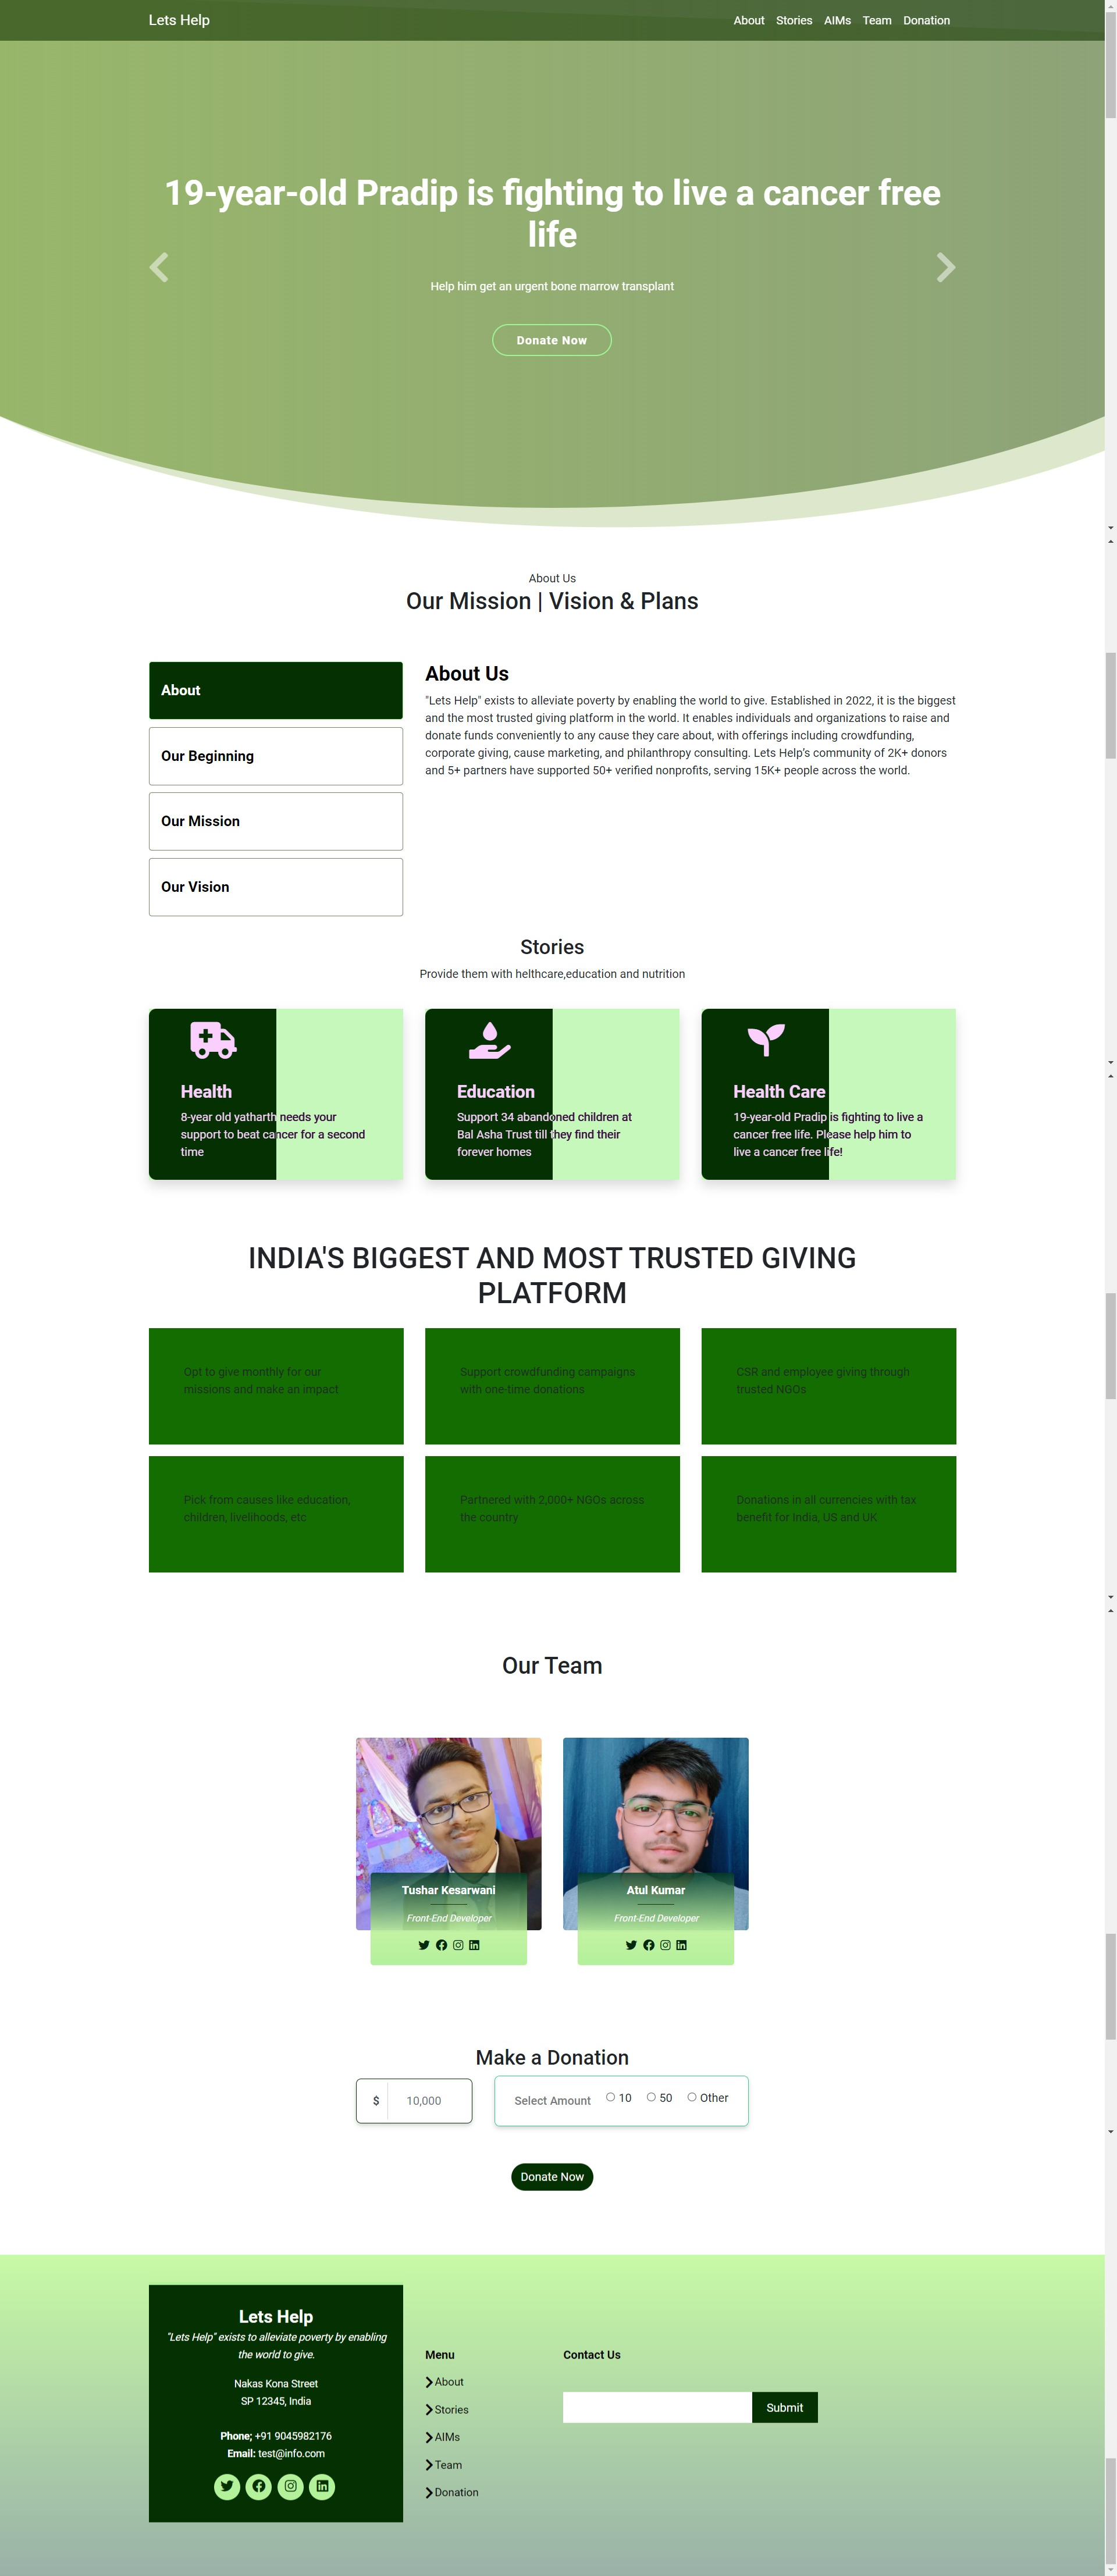 Lets Help
About Stories AIMs Team Donation
19-year-old Pradip is fighting to live a cancer free
life
Help him get an urgent bone marrow transplant
Donate Now
About Us
Our Mission | Vision & Plans
About
Our Beginning
Our Mission
Our Vision
About Us
"Lets Help" exists to alleviate poverty by enabling the world to give. Established in 2022, it is the biggest
and the most trusted giving platform in the world. It enables individuals and organizations to raise and
donate funds conveniently to any cause they care about, with offerings including crowdfunding,
corporate giving, cause marketing, and philanthropy consulting. Lets Help's community of 2K+ donors
and 5+ partners have supported 50+ verified nonprofits, serving 15K+ people across the world.
Stories
Provide them with helthcare,education and nutrition
Health
8-year old yatharth needs your
support to beat cancer for a second
time
Education
Support 34 abandoned children at
Bal Asha Trust till they find their
forever homes
Health Care
19-year-old Pradip is fighting to live a
cancer free life. Please help him to
live a cancer free life!
INDIA'S BIGGEST AND MOST TRUSTED GIVING
PLATFORM
Opt to give monthly for our
missions and make an impact
Support crowdfunding campaigns
with one-time donations
CSR and employee giving through
trusted NGOs
Pick from causes like education,
children, livelihoods, etc
Partnered with 2,000+ NGOs across
the country
Donations in all currencies with tax
benefit for India, US and UK
Our Team
Tushar Kesarwani
Front-End Developer
Atul Kumar
Front-End Developer
Make a Donation
$ 10,000
Select Amount 10 50 Other
Donate Now
Lets Help
"Lets Help" exists to alleviate poverty by enabling
the world to give.
Nakas Kona Street
SP 12345, India
Phone; +91 9045982176
Email: test@info.com
Menu
About
Stories
AIMs
Team
Donation
Contact Us
Submit